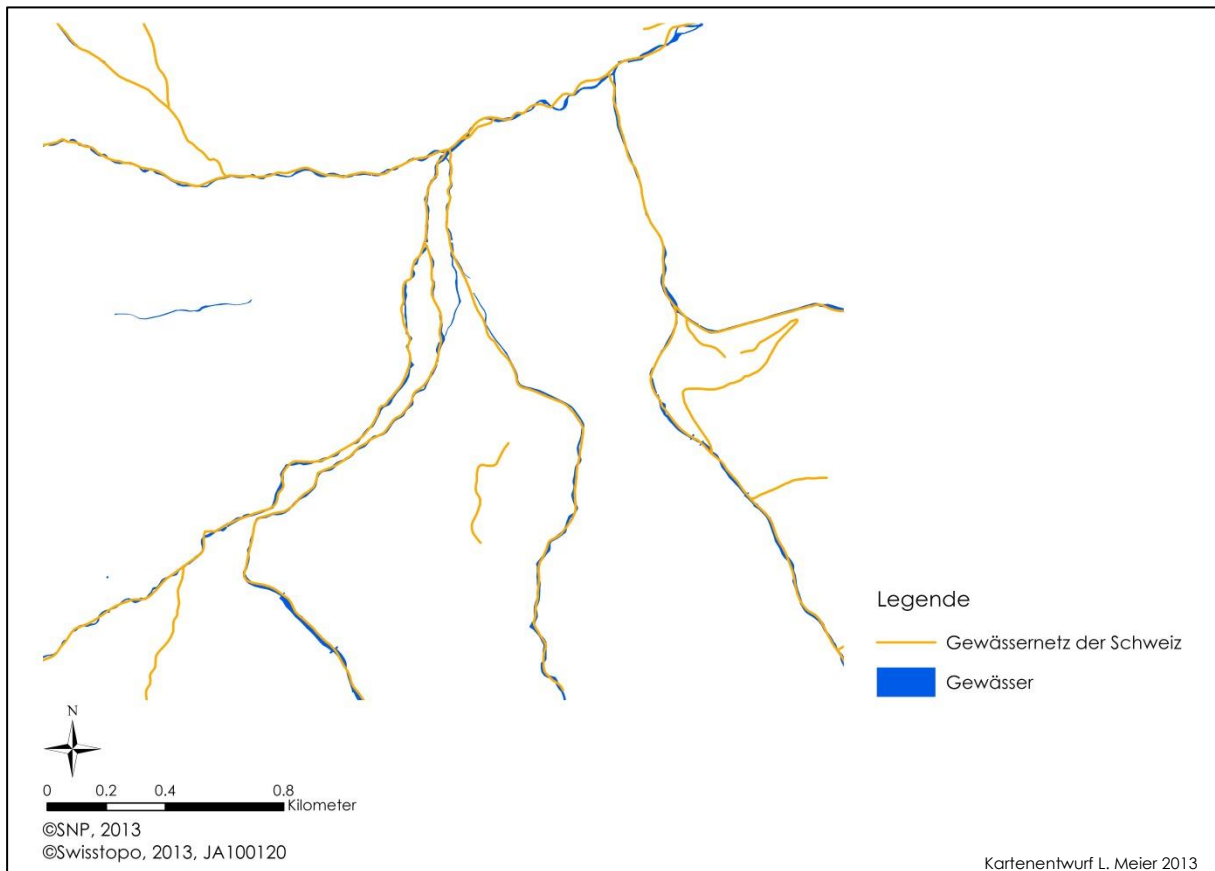 Legende
Gewässernetz der Schweiz
Gewässer
N
0 0.2 0.4 0.8
Kilometer
©SNP, 2013
©Swisstopo, 2013, JA100120
Kartenentwurf L. Meier 2013